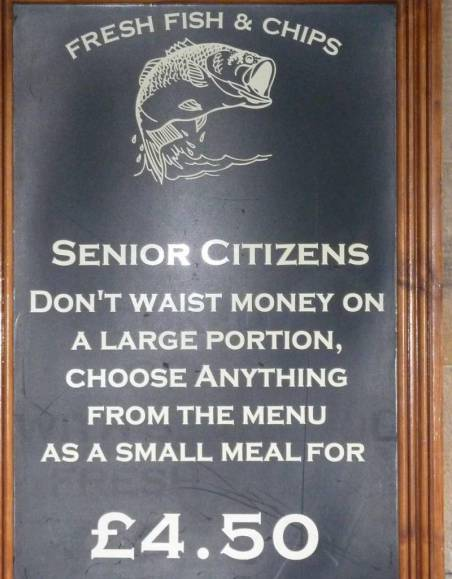 FRESH FISH & CHIPS
SENIOR CITIZENS
DON'T WAIST MONEY ON
A LARGE PORTION,
CHOOSE ANYTHING
FROM THE MENU
AS A SMALL MEAL FOR
£4.50